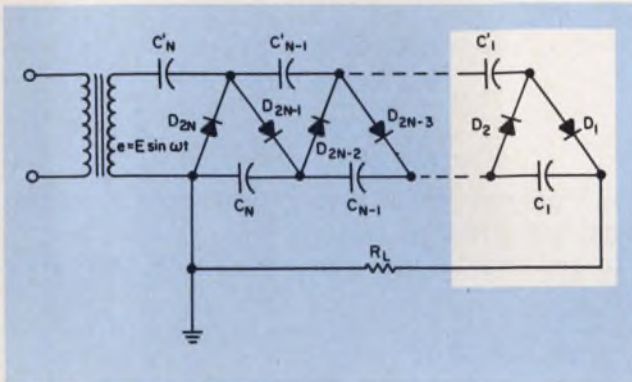 C'N
C'N-1
C'1
D2N
D2N-1
D2N-2
D2N-3
D2
D1
e=E sin ωt
CN
CN-1
C1
RL